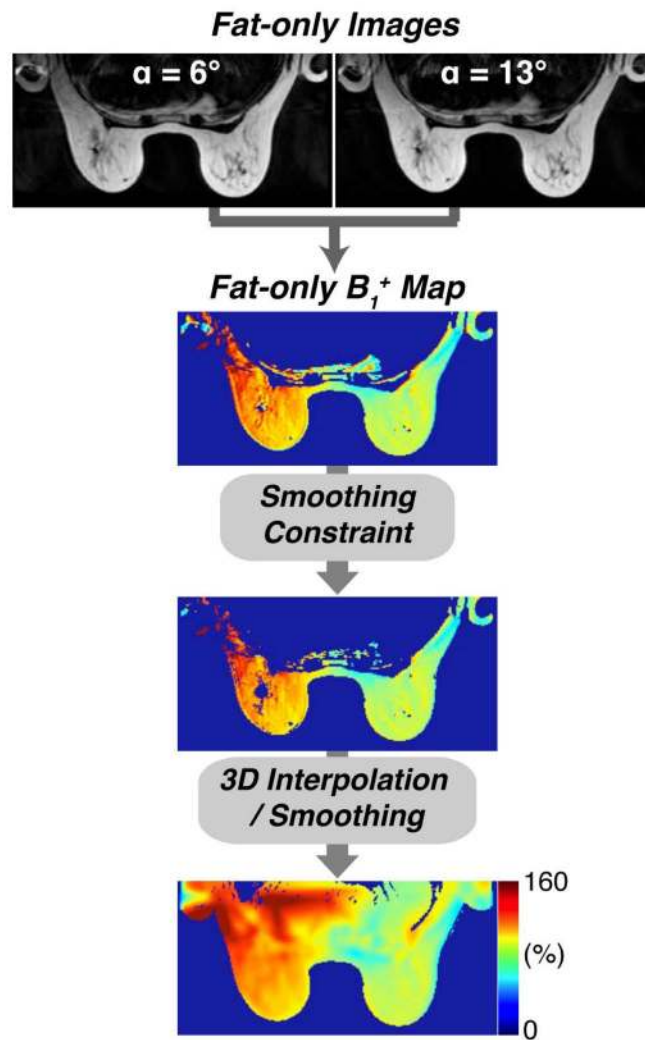 Fat-only Images
α = 6°
α = 13°
Fat-only B₁⁺ Map
Smoothing
Constraint
3D Interpolation
/ Smoothing
160
(%)
0